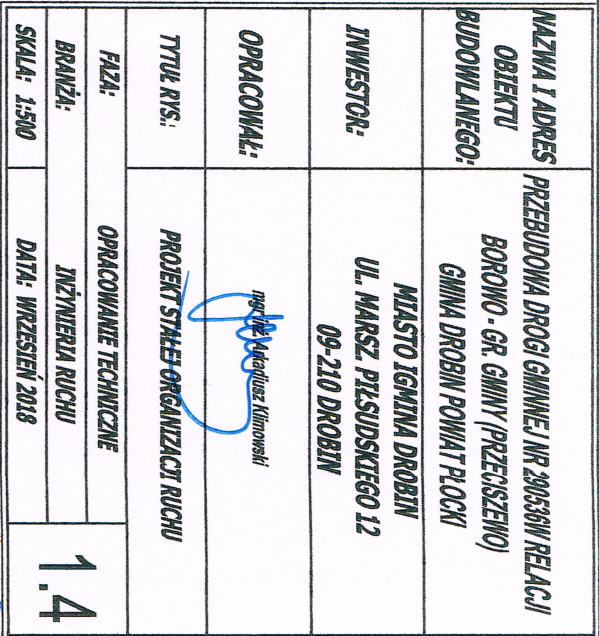 NAZWA I ADRES
OBIEKTU
BUDOWLANEGO:
PRZEBUDOWA DROGI GMINNEJ NR 290536W RELACJI
BOROWO - GR. GMINY (PRZECISZEWO)
GMINA DROBIN POWIAT PŁOCKI
INWESTOR:
MIASTO I GMINA DROBIN
UL. MARSZ. PIŁSUDSKIEGO 12
09-210 DROBIN
OPRACOWAŁ:
mgr inż. Arkadiusz Klimowski
TYTUŁ RYS.:
PROJEKT STAŁEJ ORGANIZACJI RUCHU
FAZA:
OPRACOWANIE TECHNICZNE
BRANŻA:
INŻYNIERIA RUCHU
SKALA: 1:500
DATA: WRZESIEŃ 2018
1.4